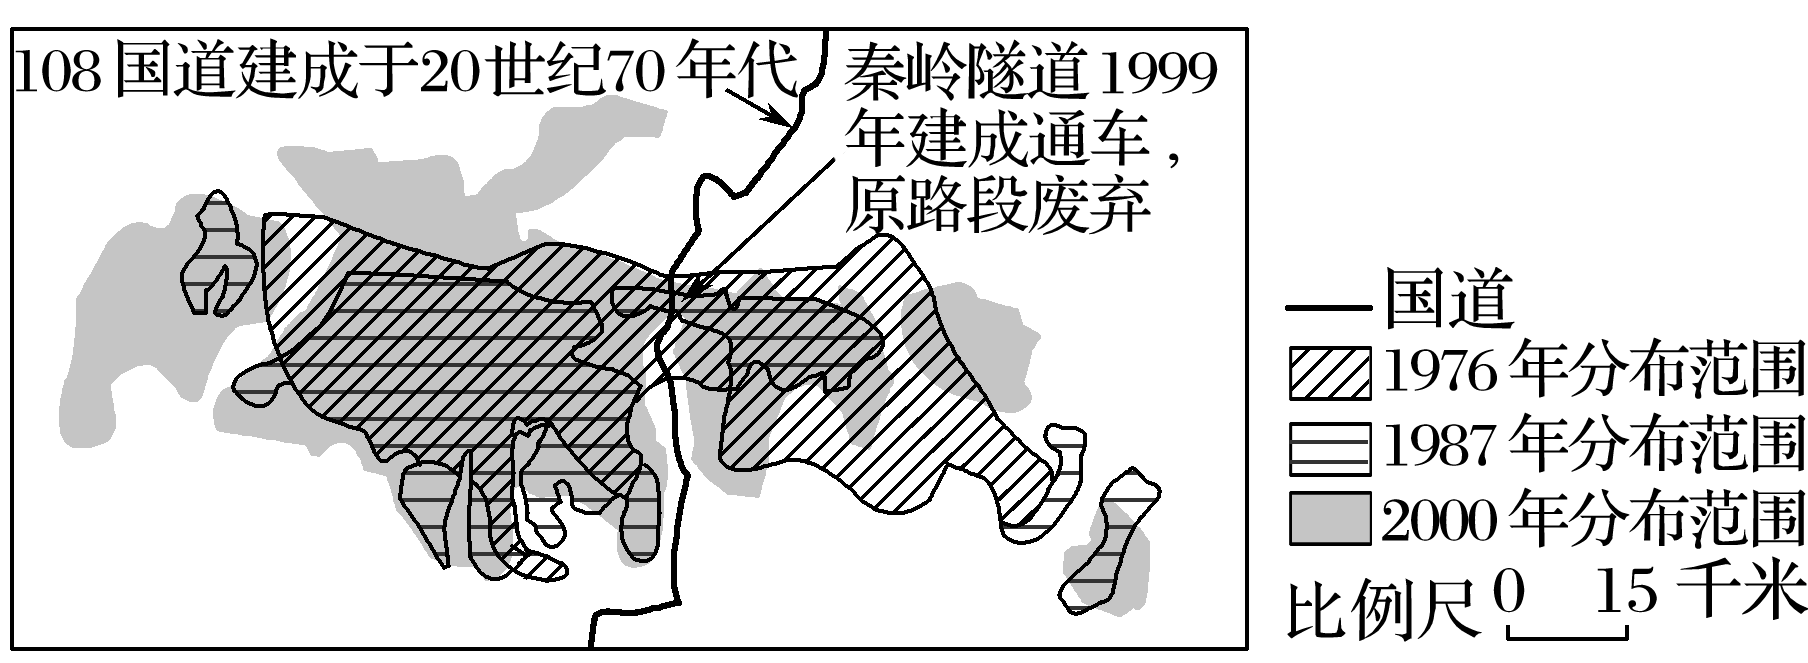 108国道建成于20世纪70年代
秦岭隧道1999
年建成通车，
原路段废弃
国道
1976年分布范围
1987年分布范围
2000年分布范围
比例尺 0 15千米